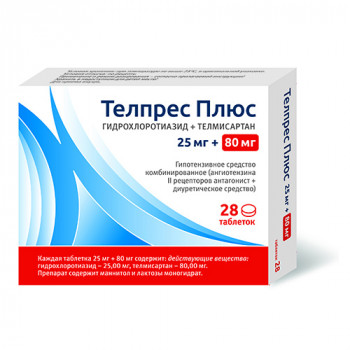 Телпрес Плюс
ГИДРОХЛОРОТИАЗИД + ТЕЛМИСАРТАН
25 мг + 80 мг
Гипотензивное средство
комбинированное (ангиотензина
II рецепторов антагонист +
диуретическое средство)
28
таблеток
Каждая таблетка 25 мг + 80 мг содержит: действующие вещества:
гидрохлоротиазид – 25,00 мг, телмисартан – 80,00 мг.
Препарат содержит маннитол и лактозы моногидрат.
Телпрес Плюс
25 мг + 80 мг
таблетки 28